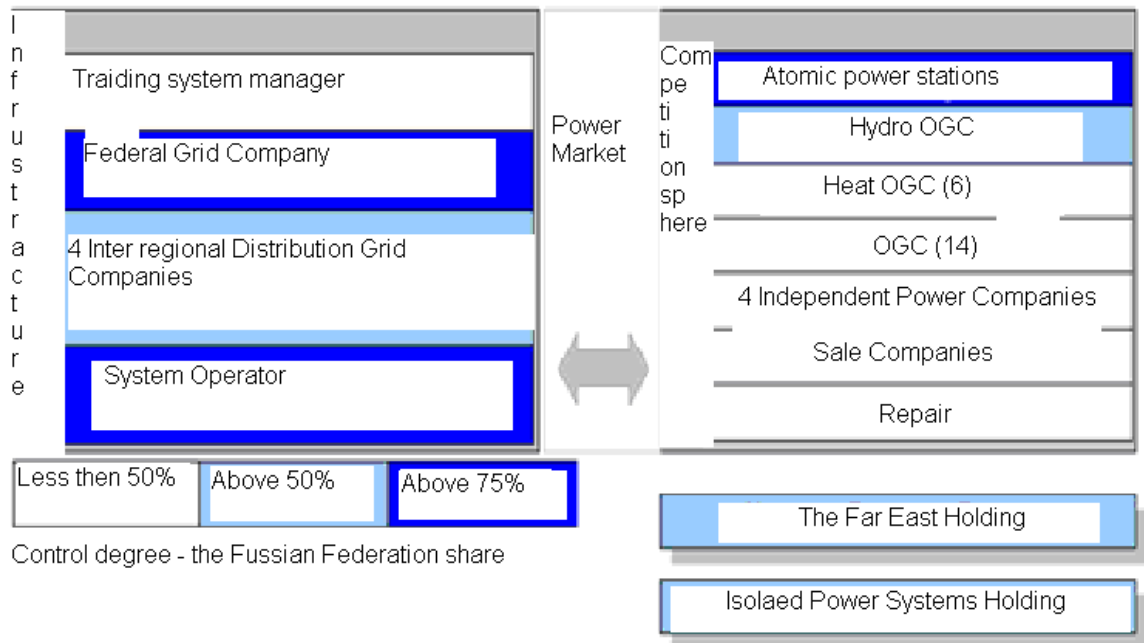 Infrustracture
Traiding system manager
Federal Grid Company
4 Inter regional Distribution Grid
Companies
System Operator
Power
Market
Com
pe
ti
ti
on
sp
here
Atomic power stations
Hydro OGC
Heat OGC (6)
OGC (14)
4 Independent Power Companies
Sale Companies
Repair
Less then 50%
Above 50%
Above 75%
Control degree - the Fussian Federation share
The Far East Holding
Isolaed Power Systems Holding